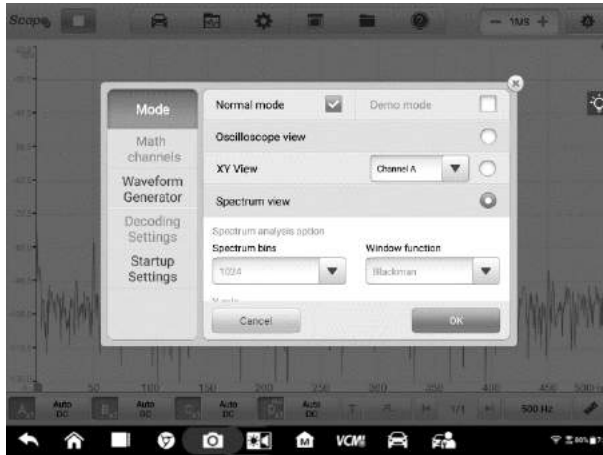 Scope
1MS
Mode
Math
channels
Waveform
Generator
Decoding
Settings
Startup
Settings
Normal mode
Demo mode
Oscilloscope view
XY View
Channel A
Spectrum view
Spectrum analysis option
Spectrum bins
Window function
1024
Blackman
Cancel
OK
50 100 150 200 250 300 350 400 450
Auto
DC
Auto
DC
Auto
DC
Auto
DC
1/1
500 Hz
VCMI